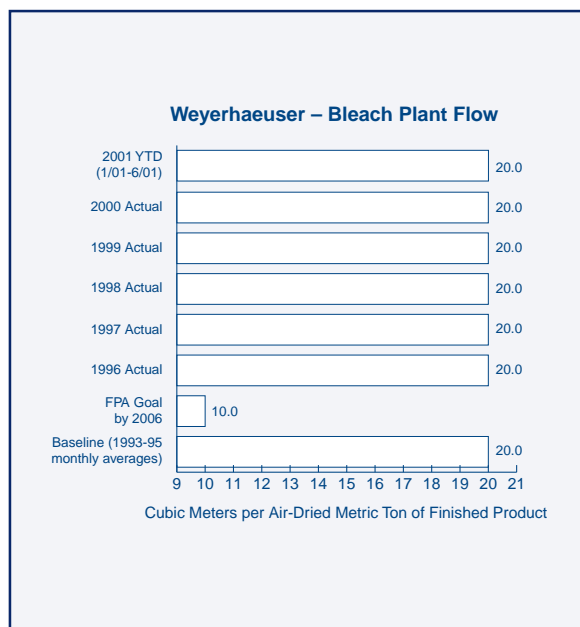 Weyerhaeuser – Bleach Plant Flow
2001 YTD
(1/01-6/01)
20.0
2000 Actual
20.0
1999 Actual
20.0
1998 Actual
20.0
1997 Actual
20.0
1996 Actual
20.0
FPA Goal
by 2006
10.0
Baseline (1993-95
monthly averages)
20.0
9 10 11 12 13 14 15 16 17 18 19 20 21
Cubic Meters per Air-Dried Metric Ton of Finished Product